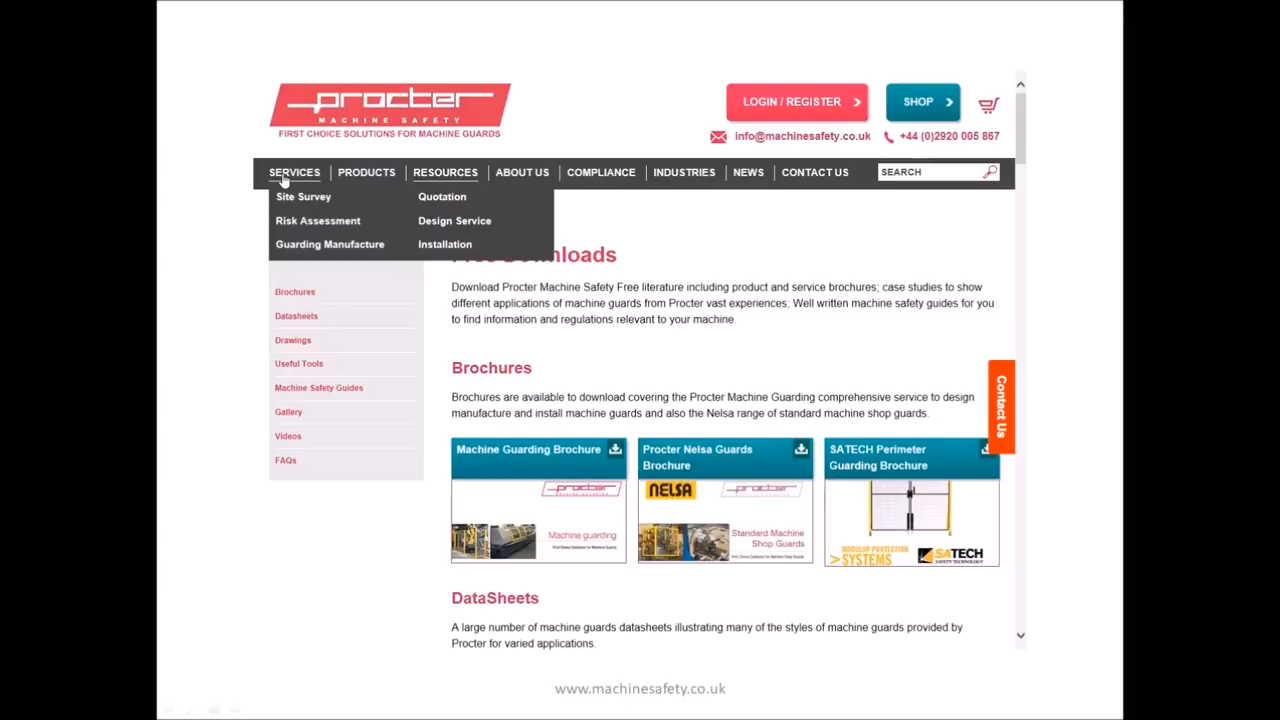 procter
MACHINE SAFETY
FIRST CHOICE SOLUTIONS FOR MACHINE GUARDS
LOGIN / REGISTER
SHOP
info@machinesafety.co.uk
+44 (0)2920 005 867
SERVICES
PRODUCTS
RESOURCES
ABOUT US
COMPLIANCE
INDUSTRIES
NEWS
CONTACT US
SEARCH
Site Survey
Quotation
Risk Assessment
Design Service
Guarding Manufacture
Installation
Brochures
Datasheets
Drawings
Useful Tools
Machine Safety Guides
Gallery
Videos
FAQs
Download Procter Machine Safety Free literature including product and service brochures; case studies to show
different applications of machine guards from Procter vast experiences; Well written machine safety guides for you
to find information and regulations relevant to your machine.
Brochures
Brochures are available to download covering the Procter Machine Guarding comprehensive service to design
manufacture and install machine guards and also the Nelsa range of standard machine shop guards.
Contact Us
Machine Guarding Brochure
procter
Machine guarding
Procter Nelsa Guards
Brochure
NELSA
procter
Standard Machine
Shop Guards
SATECH Perimeter
Guarding Brochure
MODULAR PROTECTION
>SYSTEMS
SATECH
SAFETY TECHNOLOGY
DataSheets
A large number of machine guards datasheets illustrating many of the styles of machine guards provided by
Procter for varied applications.
www.machinesafety.co.uk